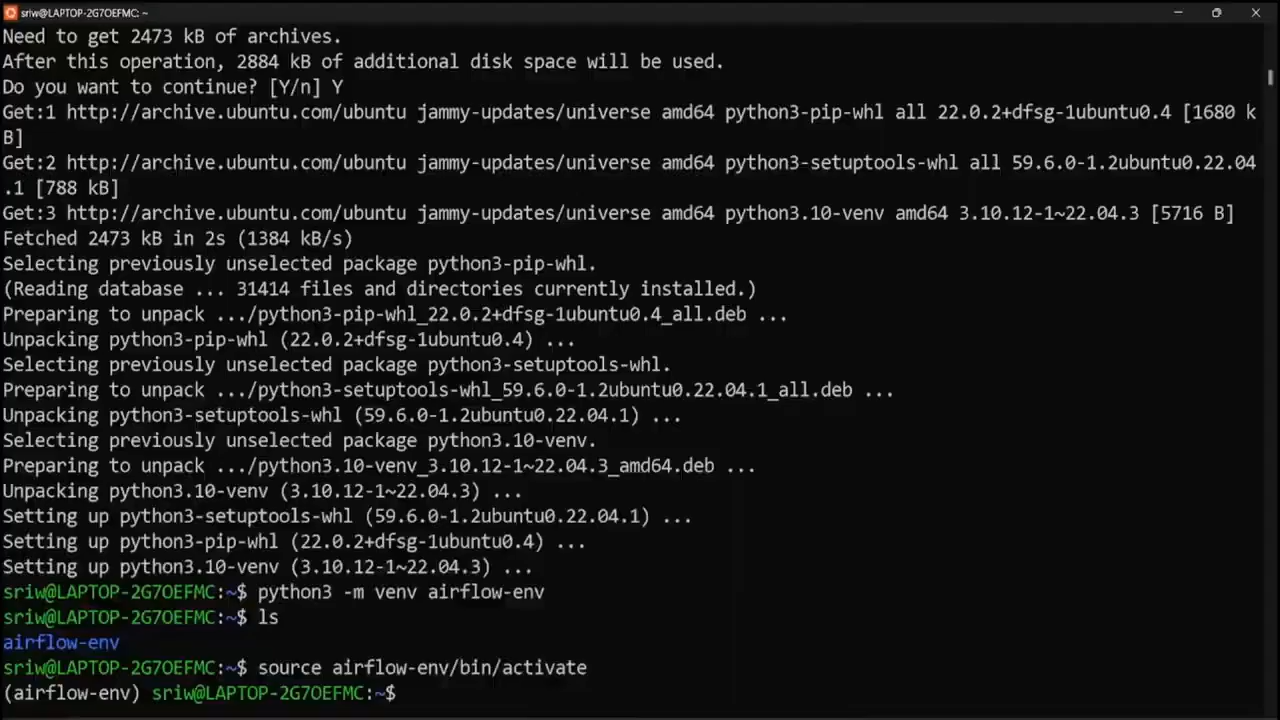 sriw@LAPTOP-2G7OEFMC: ~
Need to get 2473 kB of archives.
After this operation, 2884 kB of additional disk space will be used.
Do you want to continue? [Y/n] Y
Get:1 http://archive.ubuntu.com/ubuntu jammy-updates/universe amd64 python3-pip-whl all 22.0.2+dfsg-1ubuntu0.4 [1680 k
B]
Get:2 http://archive.ubuntu.com/ubuntu jammy-updates/universe amd64 python3-setuptools-whl all 59.6.0-1.2ubuntu0.22.04
.1 [788 kB]
Get:3 http://archive.ubuntu.com/ubuntu jammy-updates/universe amd64 python3.10-venv amd64 3.10.12-1~22.04.3 [5716 B]
Fetched 2473 kB in 2s (1384 kB/s)
Selecting previously unselected package python3-pip-whl.
(Reading database ... 31414 files and directories currently installed.)
Preparing to unpack .../python3-pip-whl_22.0.2+dfsg-1ubuntu0.4_all.deb ...
Unpacking python3-pip-whl (22.0.2+dfsg-1ubuntu0.4) ...
Selecting previously unselected package python3-setuptools-whl.
Preparing to unpack .../python3-setuptools-whl_59.6.0-1.2ubuntu0.22.04.1_all.deb ...
Unpacking python3-setuptools-whl (59.6.0-1.2ubuntu0.22.04.1) ...
Selecting previously unselected package python3.10-venv.
Preparing to unpack .../python3.10-venv_3.10.12-1~22.04.3_amd64.deb ...
Unpacking python3.10-venv (3.10.12-1~22.04.3) ...
Setting up python3-setuptools-whl (59.6.0-1.2ubuntu0.22.04.1) ...
Setting up python3-pip-whl (22.0.2+dfsg-1ubuntu0.4) ...
Setting up python3.10-venv (3.10.12-1~22.04.3) ...
sriw@LAPTOP-2G7OEFMC:~$ python3 -m venv airflow-env
sriw@LAPTOP-2G7OEFMC:~$ ls
airflow-env
sriw@LAPTOP-2G7OEFMC:~$ source airflow-env/bin/activate
(airflow-env) sriw@LAPTOP-2G7OEFMC:~$